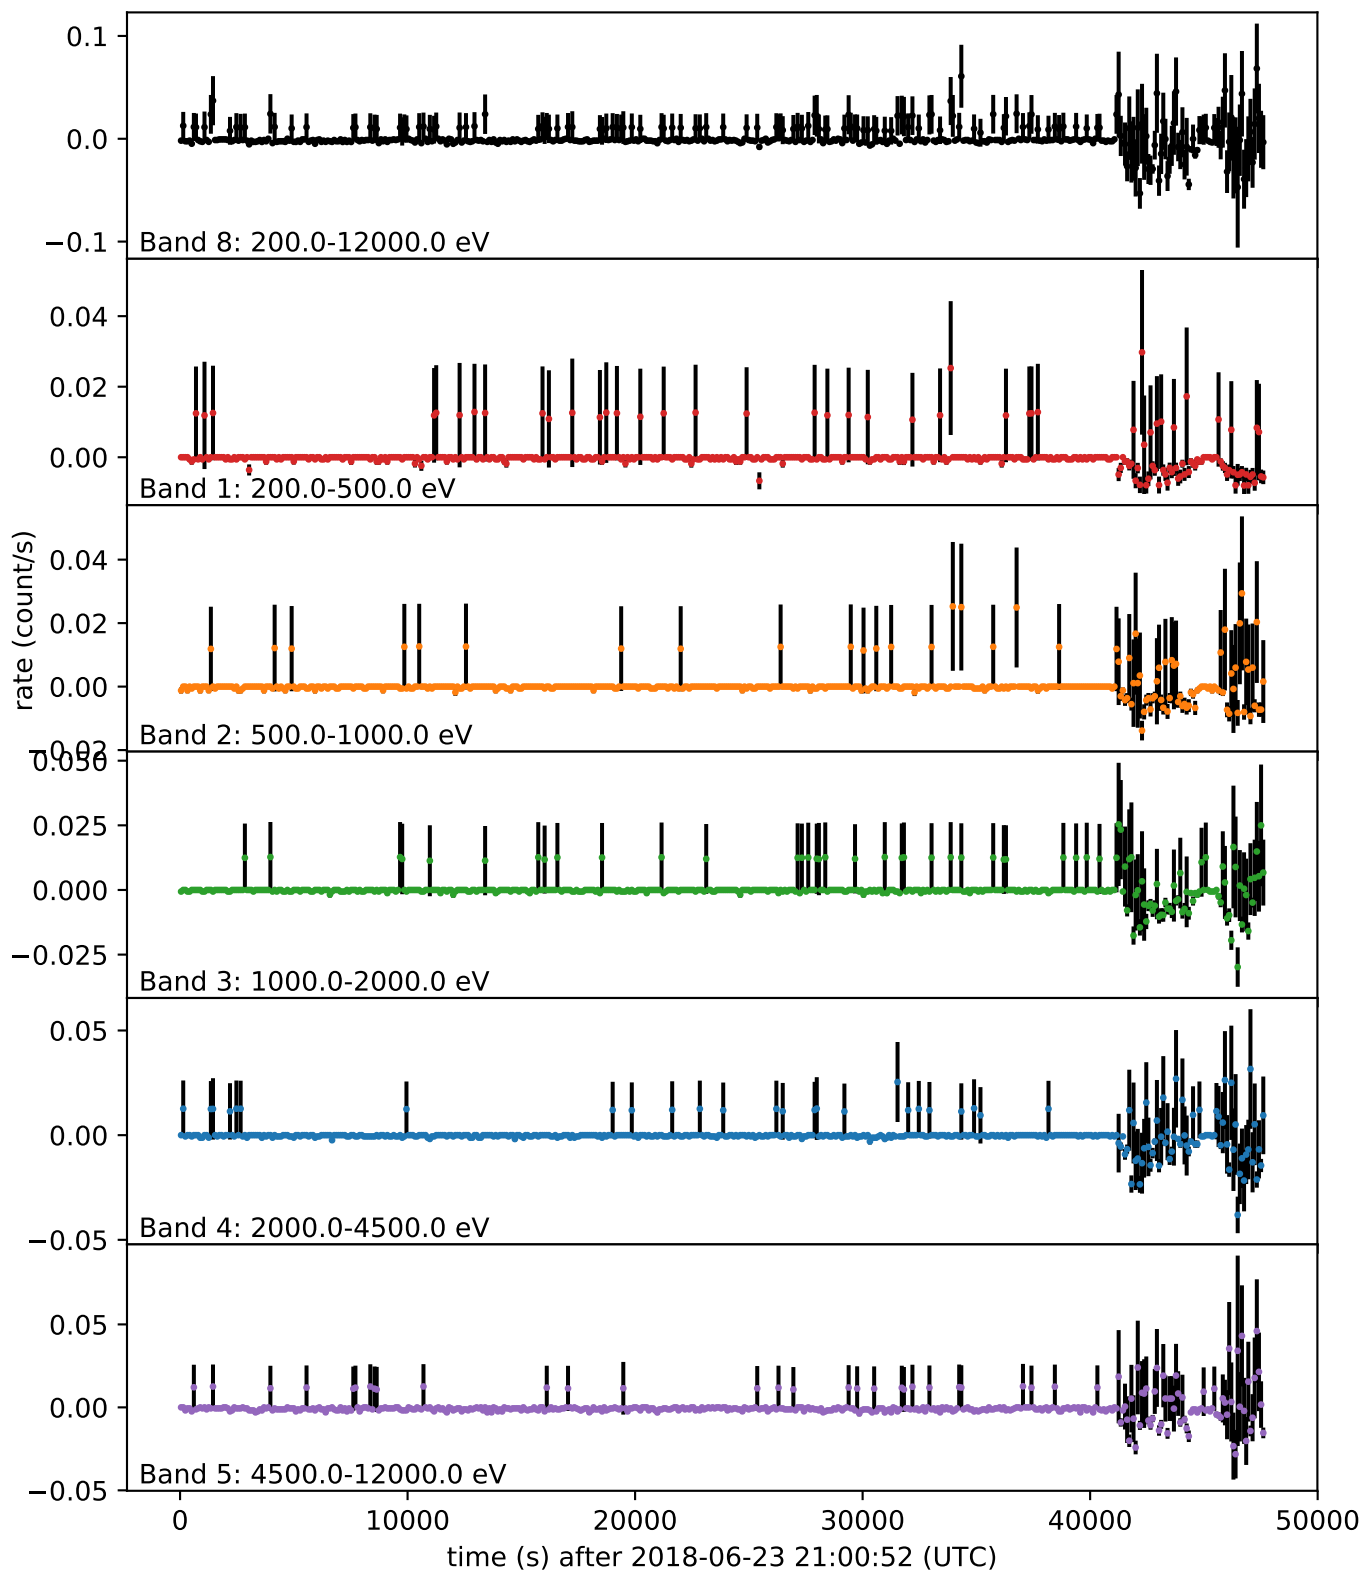 0.1
0.0
−0.1
Band 8: 200.0-12000.0 eV
0.04
0.02
0.00
Band 1: 200.0-500.0 eV
rate (count/s)
0.04
0.02
0.00
−0.02
Band 2: 500.0-1000.0 eV
0.050
0.025
0.000
−0.025
Band 3: 1000.0-2000.0 eV
0.05
0.00
−0.05
Band 4: 2000.0-4500.0 eV
0.05
0.00
−0.05
Band 5: 4500.0-12000.0 eV
0 10000 20000 30000 40000 50000
time (s) after 2018-06-23 21:00:52 (UTC)